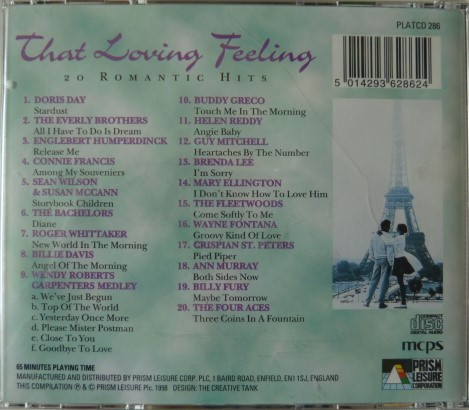 PLATCD 286
That Loving Feeling
20 ROMANTIC HITS
5 014293 628624
1. DORIS DAY
Stardust
2. THE EVERLY BROTHERS
All I Have To Do Is Dream
3. ENGLEBERT HUMPERDINCK
Release Me
4. CONNIE FRANCIS
Among My Souveniers
5. SEAN WILSON
& SUSAN MCCANN
Storybook Children
6. THE BACHELORS
Diane
7. ROGER WHITTAKER
New World In The Morning
8. BILLIE DAVIS
Angel Of The Morning
9. WENDY ROBERTS
CARPENTERS MEDLEY
a. We've Just Begun
b. Top Of The World
c. Yesterday Once More
d. Please Mister Postman
e. Close To You
f. Goodbye To Love
10. BUDDY GRECO
Touch Me In The Morning
11. HELEN REDDY
Angie Baby
12. GUY MITCHELL
Heartaches By The Number
13. BRENDA LEE
I'm Sorry
14. MARY ELLINGTON
I Don't Know How To Love Him
15. THE FLEETWOODS
Come Softly To Me
16. WAYNE FONTANA
Groovy Kind Of Love
17. CRISPIAN ST. PETERS
Pied Piper
18. ANN MURRAY
Both Sides Now
19. BILLY FURY
Maybe Tomorrow
20. THE FOUR ACES
Three Coins In A Fountain
65 MINUTES PLAYING TIME
MANUFACTURED AND DISTRIBUTED BY PRISM LEISURE CORP. PLC, 1 BAIRD ROAD, ENFIELD, EN1 1SJ, ENGLAND
THIS COMPILATION ℗ & © PRISM LEISURE Plc. 1998 DESIGN: THE CREATIVE TANK
COMPACT
disc
DIGITAL AUDIO
mcps
PRISM
LEISURE